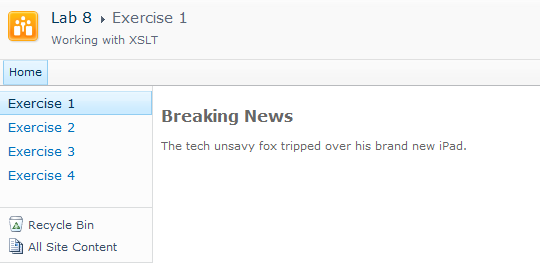 Lab 8 ▸ Exercise 1
Working with XSLT
Home
Exercise 1
Exercise 2
Exercise 3
Exercise 4
Recycle Bin
All Site Content
Breaking News
The tech unsavy fox tripped over his brand new iPad.